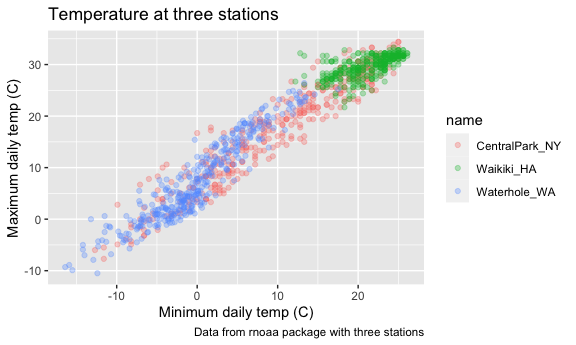 Temperature at three stations
Maximum daily temp (C)
30
20
10
0
-10
-10 0 10 20
Minimum daily temp (C)
name
CentralPark_NY
Waikiki_HA
Waterhole_WA
Data from rnoaa package with three stations